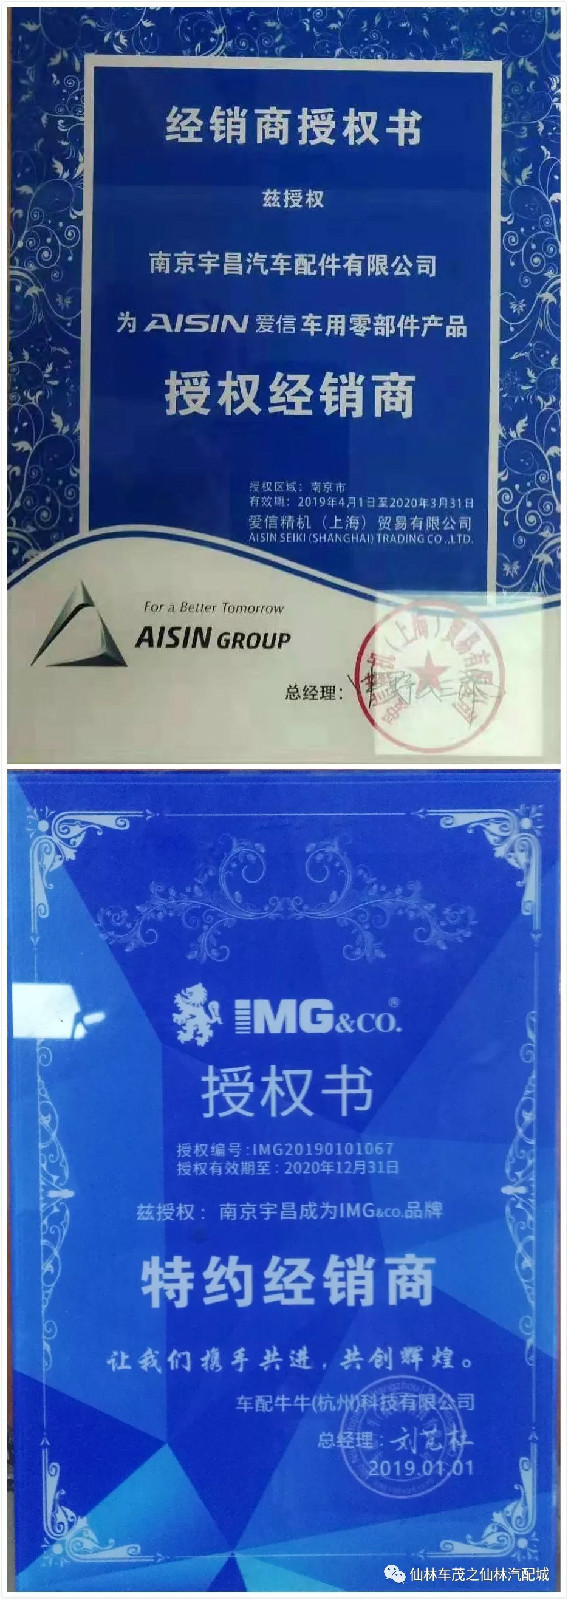 经销商授权书
兹授权
南京宇昌汽车配件有限公司
为 AISIN 爱信 车用零部件产品
授权经销商
授权区域：南京市
有效期：2019年4月1日至2020年3月31日
爱信精机（上海）贸易有限公司
AISIN SEIKI (SHANGHAI) TRADING CO.,LTD.
For a Better Tomorrow
AISIN GROUP
总经理：
IMG&CO.®
授权书
授权编号:IMG20190101067
授权有效期至：2020年12月31日
兹授权：南京宇昌成为IMG&CO.品牌
特约经销商
让我们携手共进，共创辉煌。
车配牛牛(杭州)科技有限公司
总经理：
2019.01.01
仙林车茂之仙林汽配城